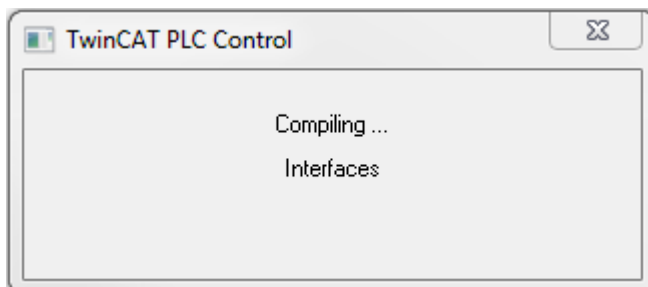 TwinCAT PLC Control
Compiling ...
Interfaces